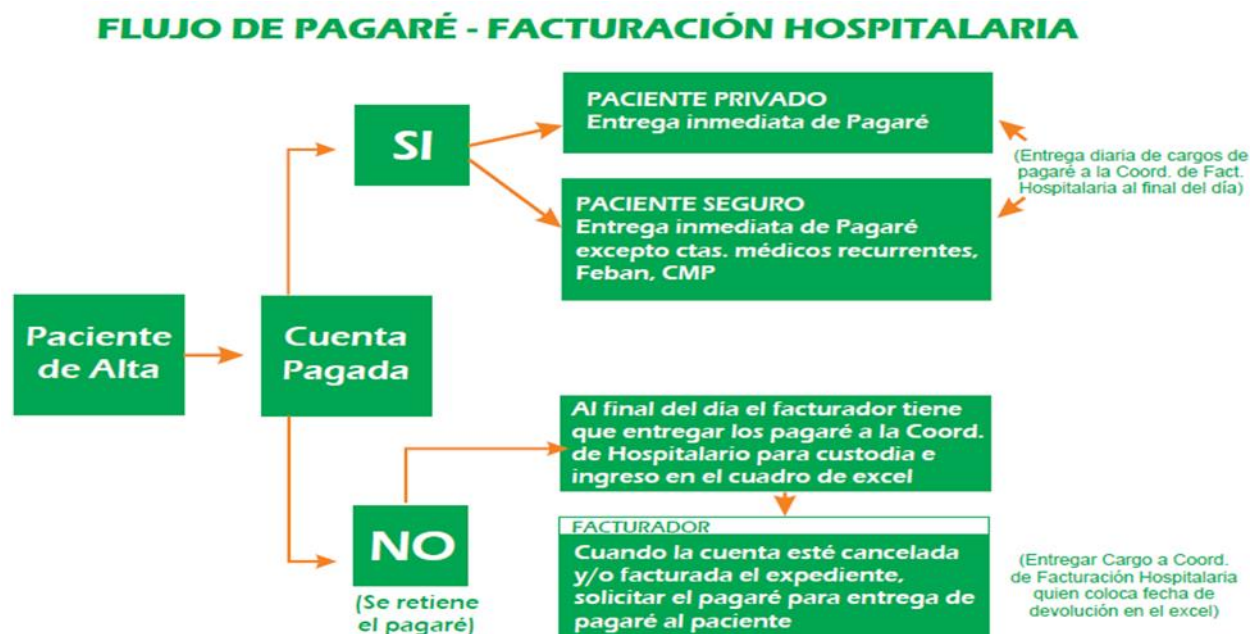 FLUJO DE PAGARÉ - FACTURACIÓN HOSPITALARIA
SI
PACIENTE PRIVADO
Entrega inmediata de Pagaré
(Entrega diaria de cargos de
pagaré a la Coord. de Fact.
Hospitalaria al final del día)
PACIENTE SEGURO
Entrega inmediata de Pagaré
excepto ctas. médicos recurrentes,
Feban, CMP
Paciente
de Alta
Cuenta
Pagada
Al final del día el facturador tiene
que entregar los pagaré a la Coord.
de Hospitalario para custodia e
ingreso en el cuadro de excel
NO
(Se retiene
el pagaré)
FACTURADOR
Cuando la cuenta esté cancelada
y/o facturada el expediente,
solicitar el pagaré para entrega de
pagaré al paciente
(Entregar Cargo a Coord.
de Facturación Hospitalaria
quien coloca fecha de
devolución en el excel)